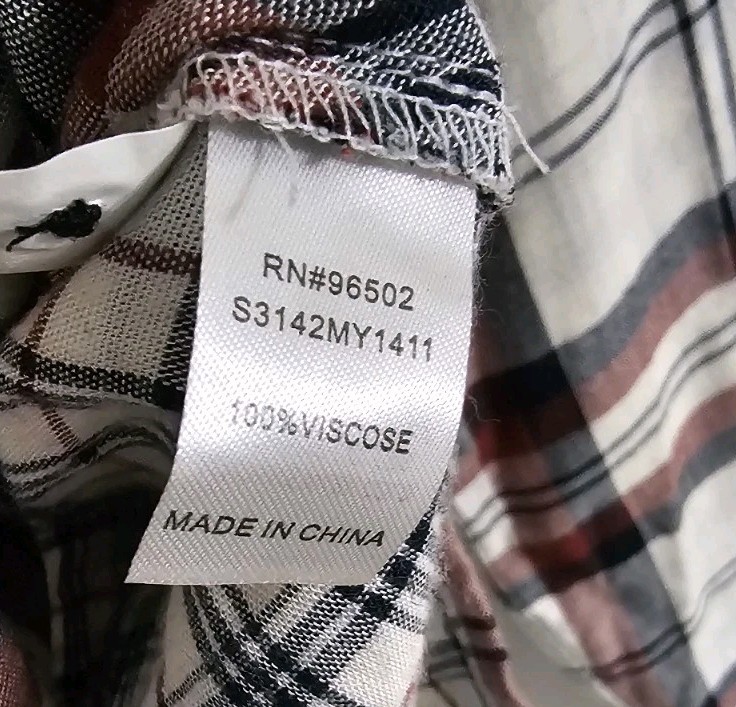 RN#96502
S3142MY1411
100%VISCOSE
MADE IN CHINA